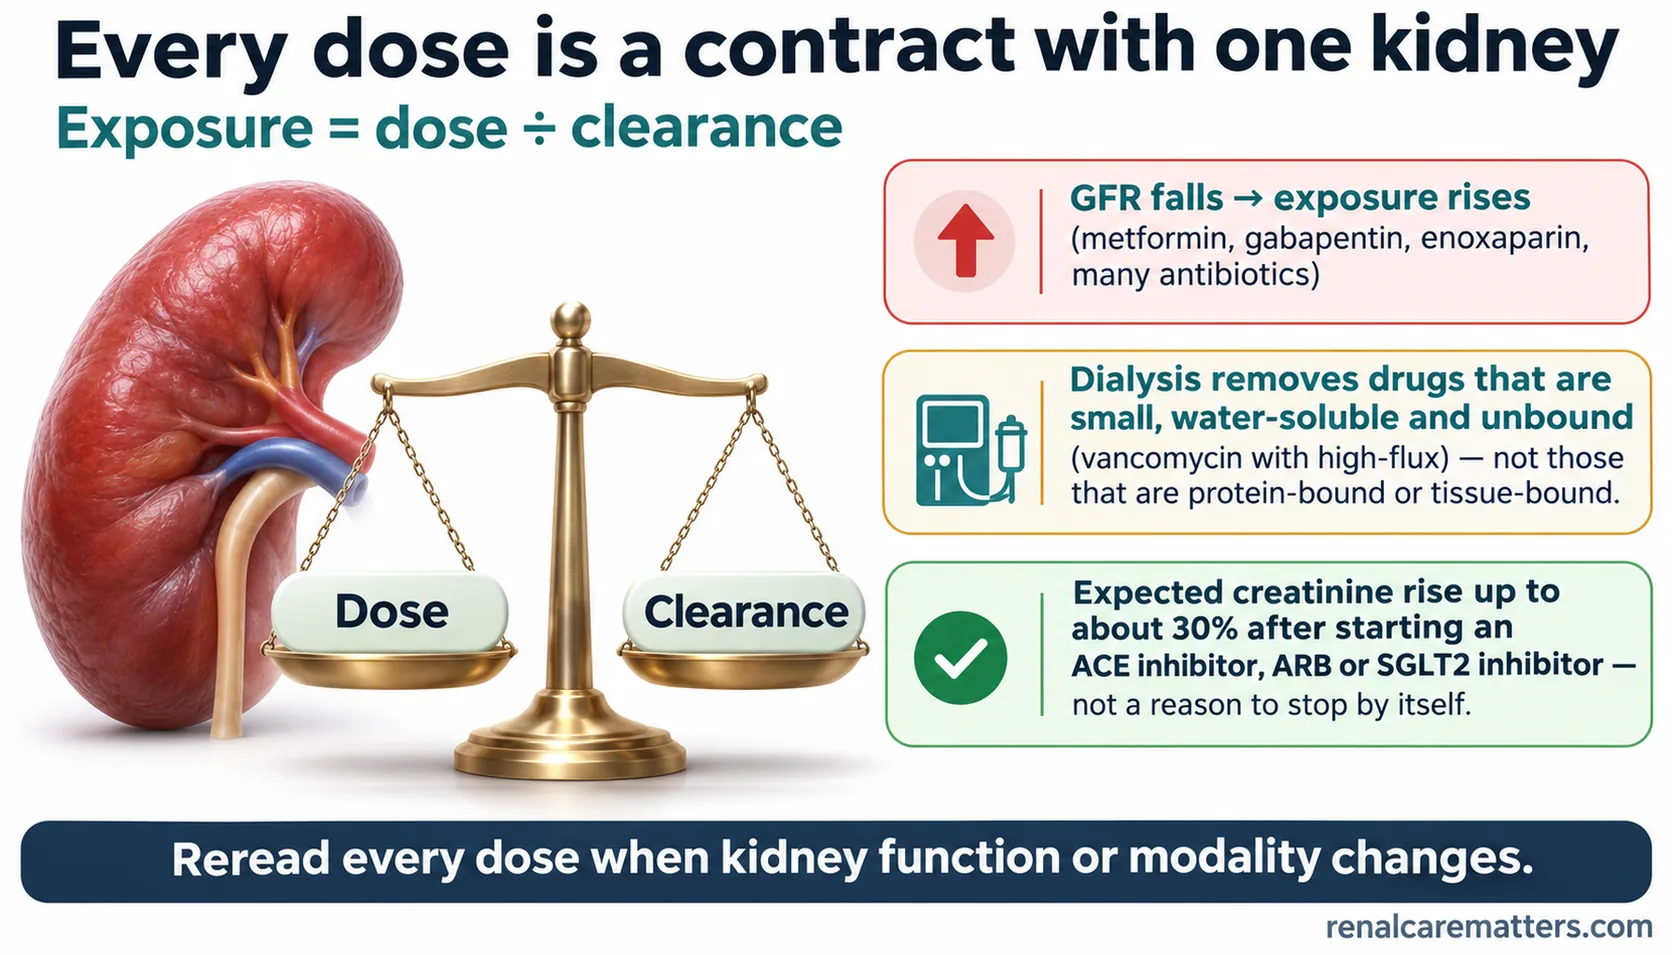 Every dose is a contract with one kidney
Exposure = dose ÷ clearance
GFR falls → exposure rises
(metformin, gabapentin, enoxaparin,
many antibiotics)
Dialysis removes drugs that are
small, water-soluble and unbound
(vancomycin with high-flux) — not those
that are protein-bound or tissue-bound.
Dose
Clearance
Expected creatinine rise up to
about 30% after starting an
ACE inhibitor, ARB or SGLT2 inhibitor —
not a reason to stop by itself.
Reread every dose when kidney function or modality changes.
renalcarematters.com